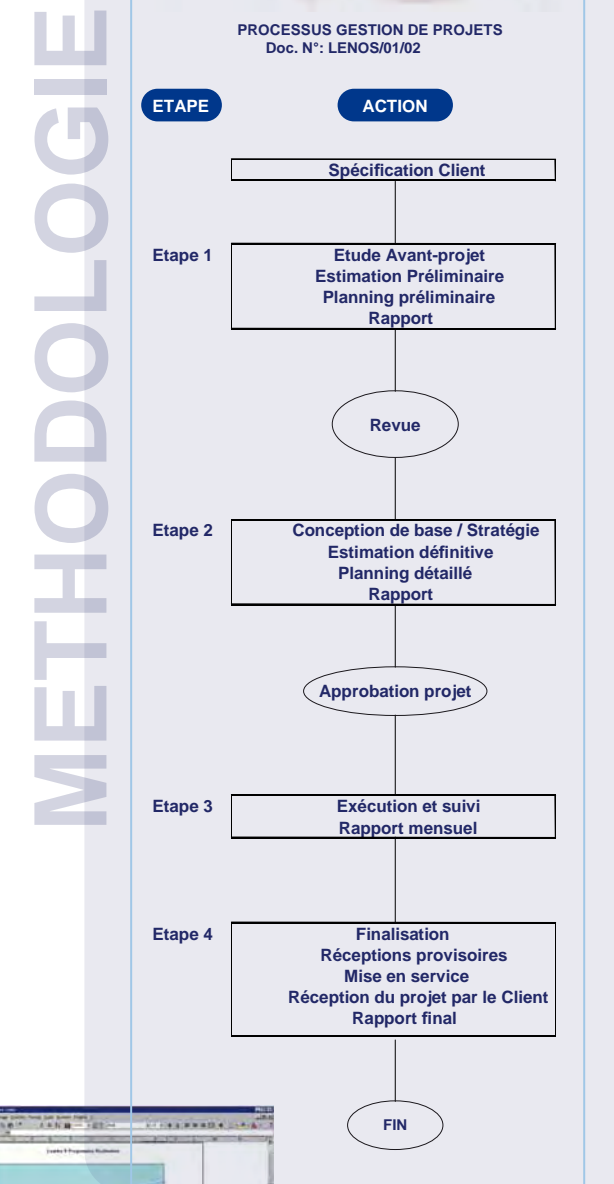 PROCESSUS GESTION DE PROJETS
Doc. N°: LENOS/01/02
METHODOLOGIE
ETAPE
ACTION
Spécification Client
Etape 1
Etude Avant-projet
Estimation Préliminaire
Planning préliminaire
Rapport
Revue
Etape 2
Conception de base / Stratégie
Estimation définitive
Planning détaillé
Rapport
Approbation projet
Etape 3
Exécution et suivi
Rapport mensuel
Etape 4
Finalisation
Réceptions provisoires
Mise en service
Réception du projet par le Client
Rapport final
FIN